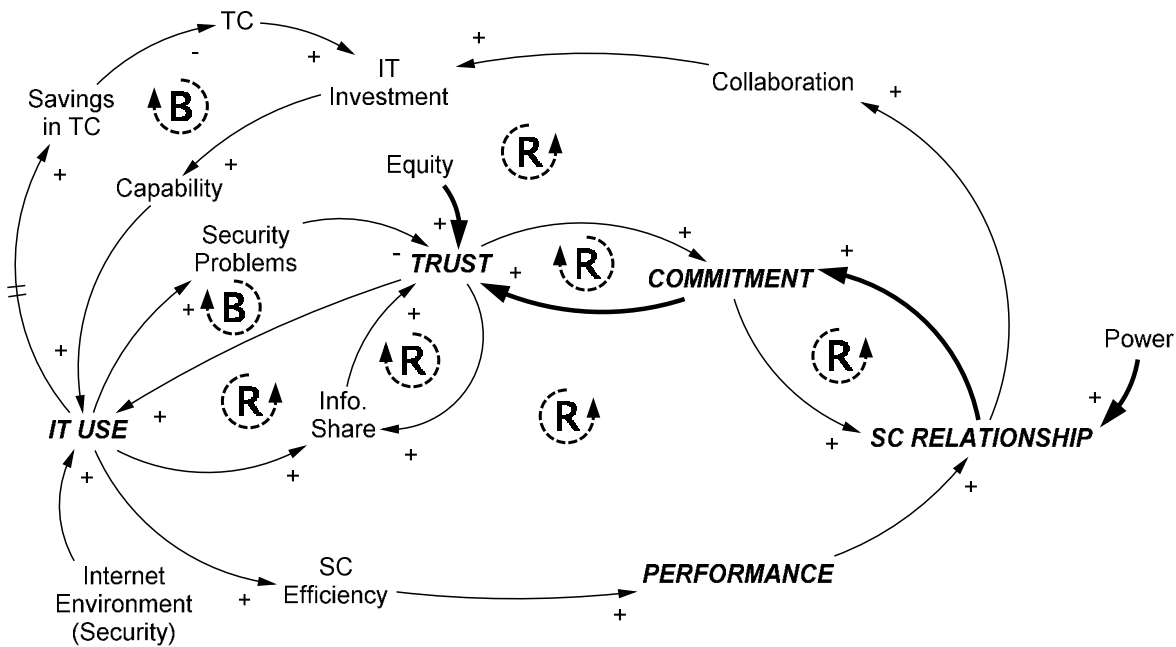 TC
+
-
+
IT
Investment
Collaboration
+
Savings
in TC
B
+
+
Capability
R
Equity
+
Security
Problems
-
TRUST
+
R
+
COMMITMENT
+
+
B
+
R
R
Power
+
+
R
Info.
Share
R
+
IT USE
+
+
+
SC RELATIONSHIP
+
+
+
Internet
Environment
(Security)
+
SC
Efficiency
PERFORMANCE
+